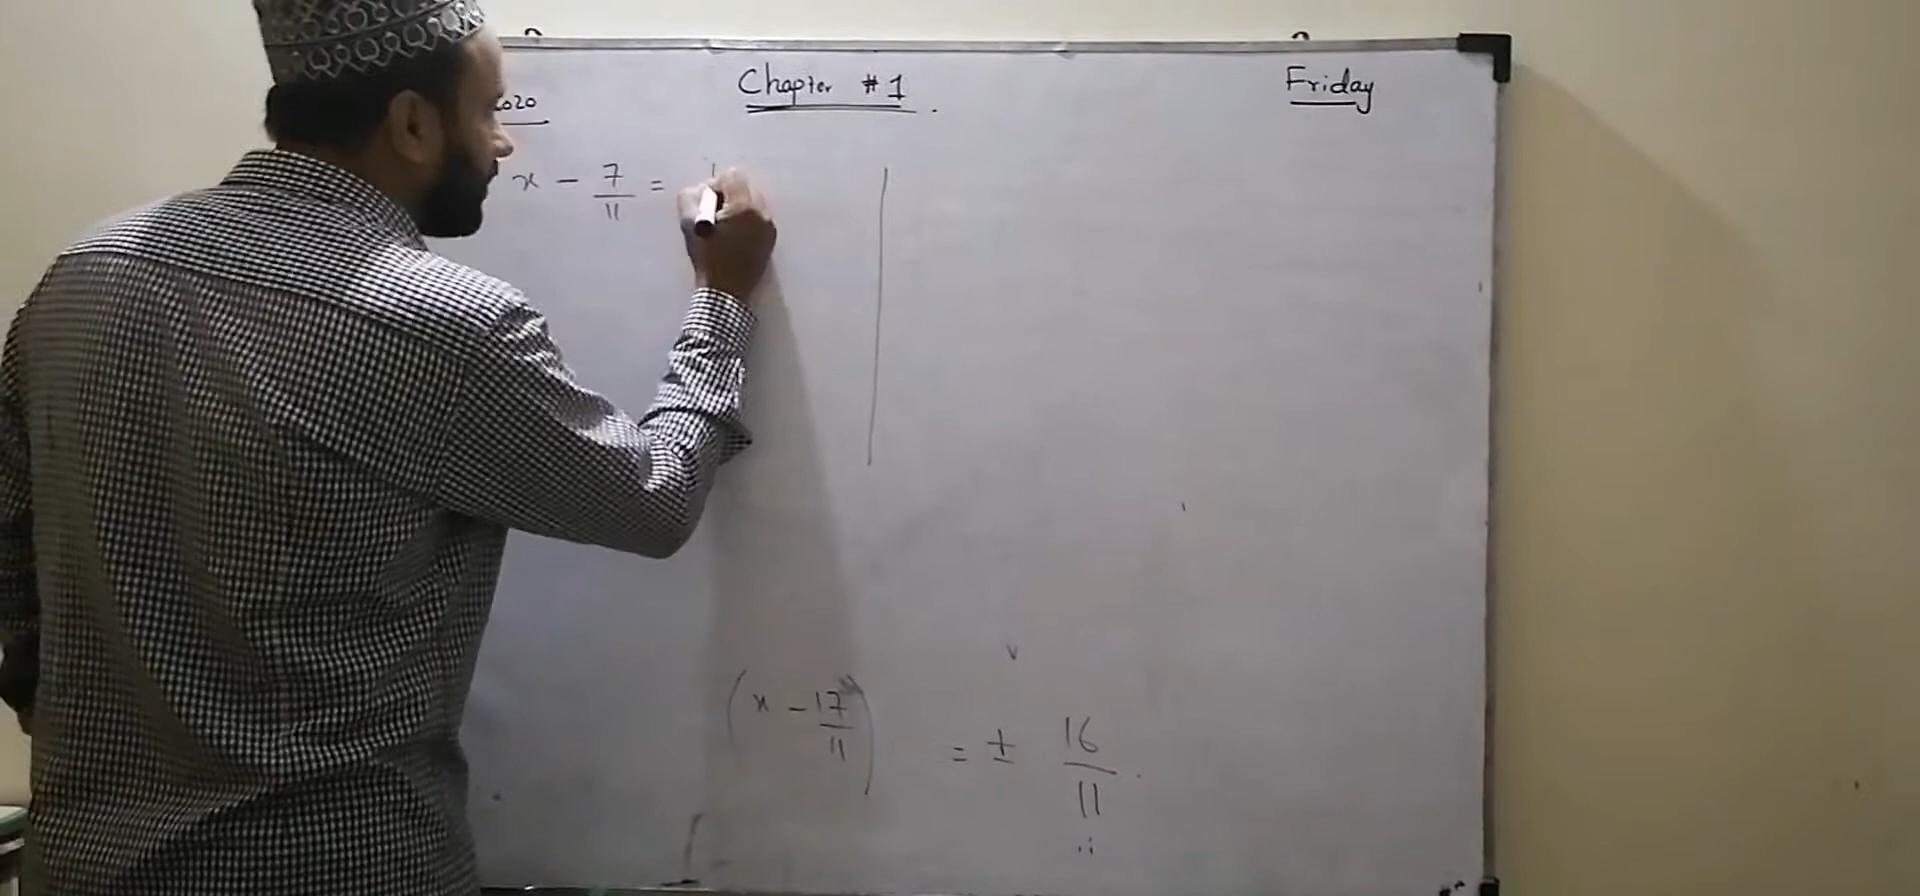 2020 Chapter # 1. Friday
x - 7/11 =
(x - 17/11) = ± 16/11